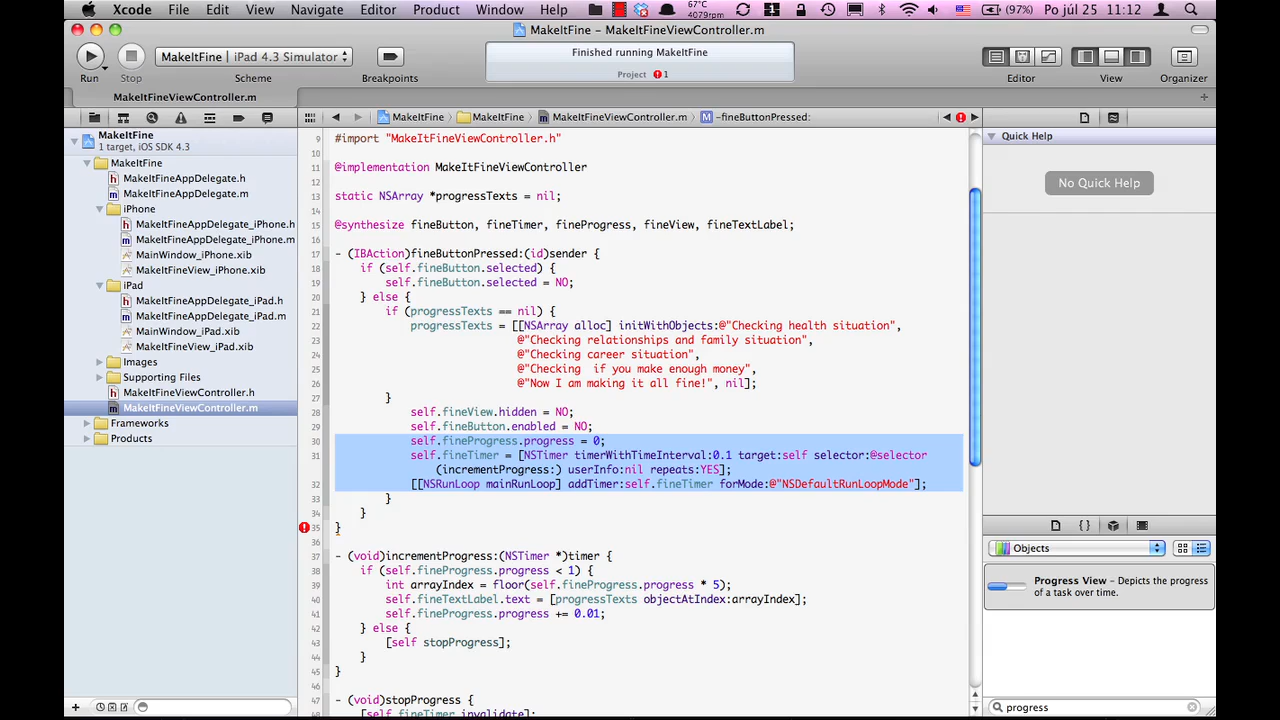 Xcode File Edit View Navigate Editor Product Window Help 67°C 4079rpm 1 (97%) Po júl 25 11:12
MakeItFine – MakeItFineViewController.m
Run Stop MakeItFine | iPad 4.3 Simulator Scheme Breakpoints
Finished running MakeItFine
Project 1
Editor View Organizer
MakeItFineViewController.m
MakeItFine MakeItFine MakeItFineViewController.m M -fineButtonPressed:
MakeItFine
1 target, iOS SDK 4.3
MakeItFine
MakeItFineAppDelegate.h
MakeItFineAppDelegate.m
iPhone
MakeItFineAppDelegate_iPhone.h
MakeItFineAppDelegate_iPhone.m
MainWindow_iPhone.xib
MakeItFineView_iPhone.xib
iPad
MakeItFineAppDelegate_iPad.h
MakeItFineAppDelegate_iPad.m
MainWindow_iPad.xib
MakeItFineView_iPad.xib
Images
Supporting Files
MakeItFineViewController.h
MakeItFineViewController.m
Frameworks
Products
9 #import "MakeItFineViewController.h"
10
11 @implementation MakeItFineViewController
12
13 static NSArray *progressTexts = nil;
14
15 @synthesize fineButton, fineTimer, fineProgress, fineView, fineTextLabel;
16
17 - (IBAction)fineButtonPressed:(id)sender {
18 if (self.fineButton.selected) {
19 self.fineButton.selected = NO;
20 } else {
21 if (progressTexts == nil) {
22 progressTexts = [[NSArray alloc] initWithObjects:@"Checking health situation",
23 @"Checking relationships and family situation",
24 @"Checking career situation",
25 @"Checking  if you make enough money",
26 @"Now I am making it all fine!", nil];
27 }
28 self.fineView.hidden = NO;
29 self.fineButton.enabled = NO;
30 self.fineProgress.progress = 0;
31 self.fineTimer = [NSTimer timerWithTimeInterval:0.1 target:self selector:@selector
(incrementProgress:) userInfo:nil repeats:YES];
32 [[NSRunLoop mainRunLoop] addTimer:self.fineTimer forMode:@"NSDefaultRunLoopMode"];
33 }
34 }
35 }
36
37 - (void)incrementProgress:(NSTimer *)timer {
38 if (self.fineProgress.progress < 1) {
39 int arrayIndex = floor(self.fineProgress.progress * 5);
40 self.fineTextLabel.text = [progressTexts objectAtIndex:arrayIndex];
41 self.fineProgress.progress += 0.01;
42 } else {
43 [self stopProgress];
44 }
45 }
46
47 - (void)stopProgress {
48 [self.fineTimer invalidate];
Quick Help
No Quick Help
Objects
Progress View - Depicts the progress
of a task over time.
progress